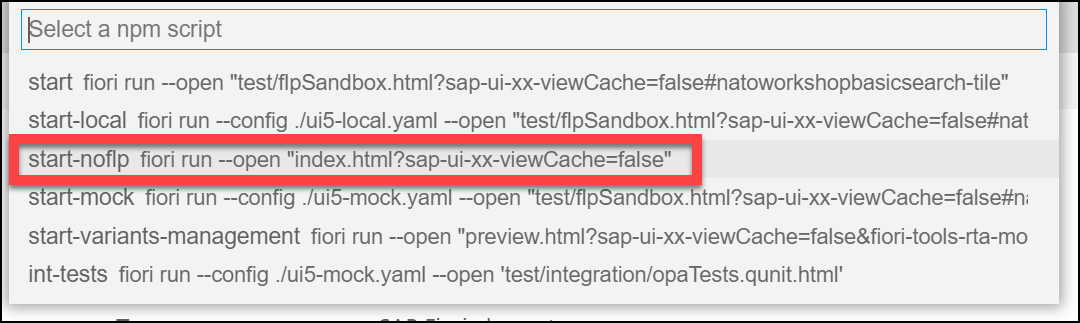 Select a npm script
start fiori run --open "test/flpSandbox.html?sap-ui-xx-viewCache=false#natoworkshopbasicsearch-tile"
start-local fiori run --config ./ui5-local.yaml --open "test/flpSandbox.html?sap-ui-xx-viewCache=false#nat
start-noflp fiori run --open "index.html?sap-ui-xx-viewCache=false"
start-mock fiori run --config ./ui5-mock.yaml --open "test/flpSandbox.html?sap-ui-xx-viewCache=false#na
start-variants-management fiori run --open "preview.html?sap-ui-xx-viewCache=false&fiori-tools-rta-mo
int-tests fiori run --config ./ui5-mock.yaml --open 'test/integration/opaTests.qunit.html'